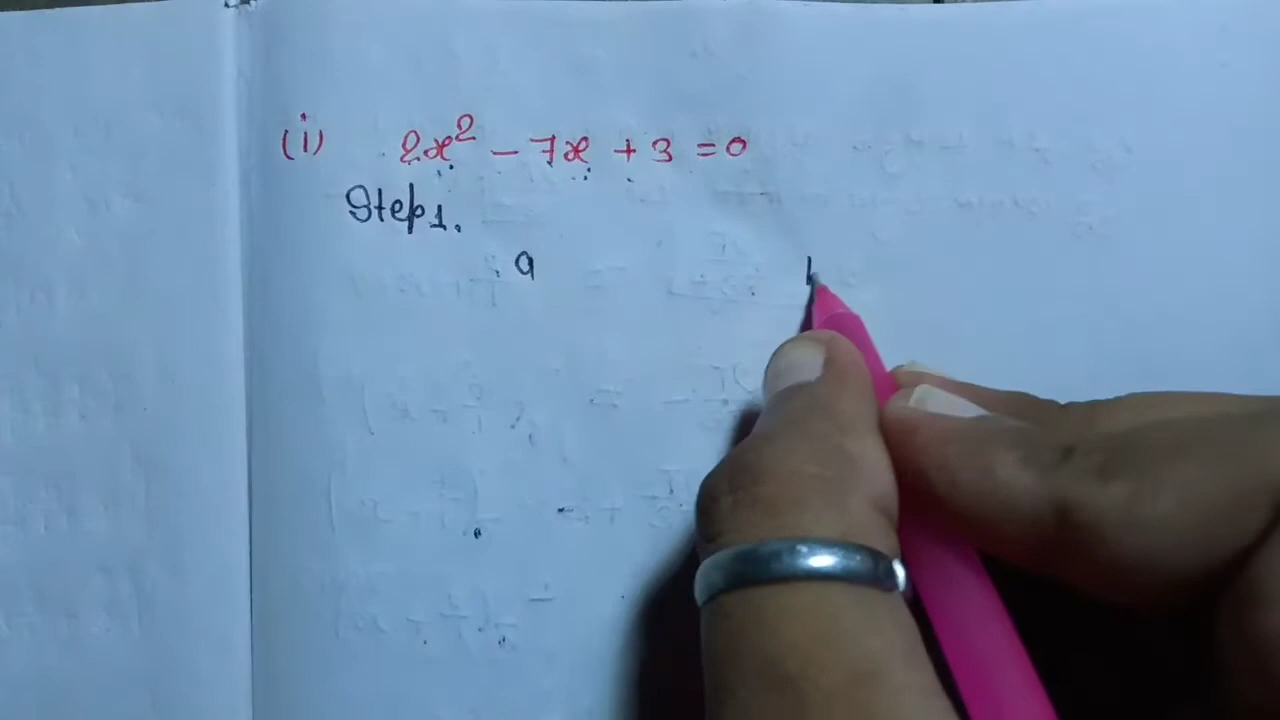 (i) 2x² - 7x + 3 = 0
Step 1.
a